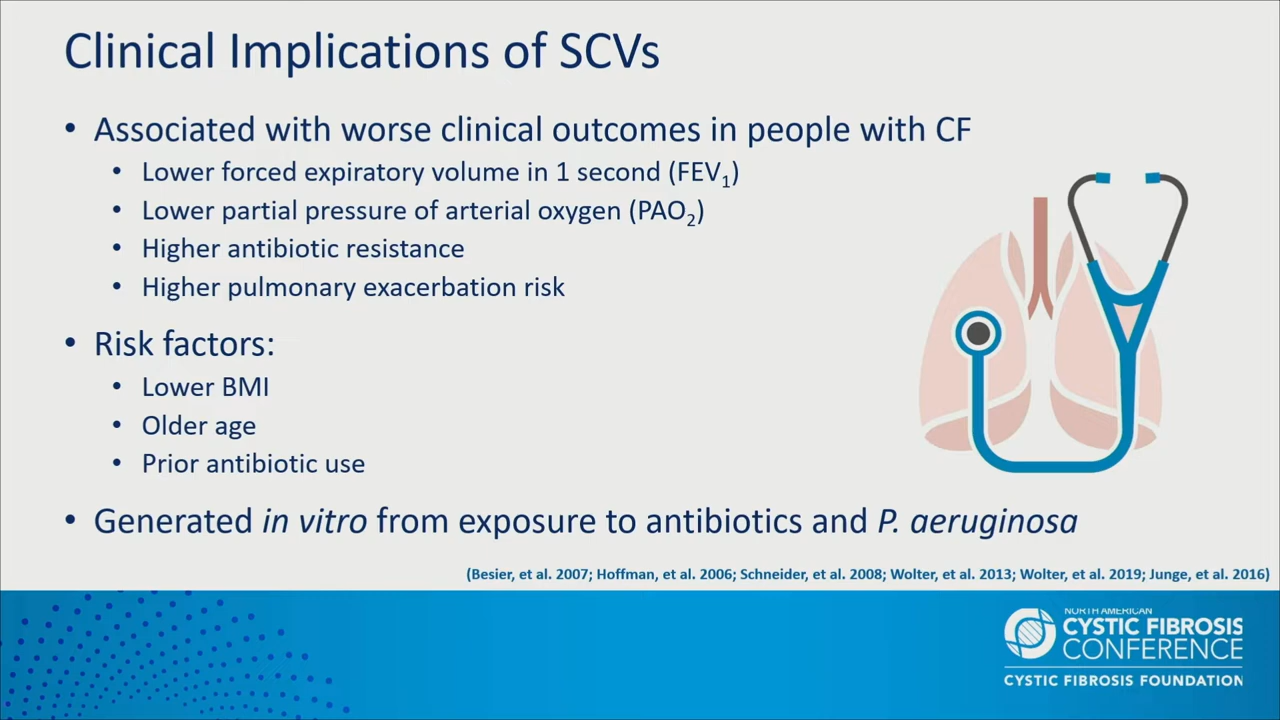 Clinical Implications of SCVs
• Associated with worse clinical outcomes in people with CF
• Lower forced expiratory volume in 1 second (FEV₁)
• Lower partial pressure of arterial oxygen (PAO₂)
• Higher antibiotic resistance
• Higher pulmonary exacerbation risk
• Risk factors:
• Lower BMI
• Older age
• Prior antibiotic use
• Generated in vitro from exposure to antibiotics and P. aeruginosa
(Besier, et al. 2007; Hoffman, et al. 2006; Schneider, et al. 2008; Wolter, et al. 2013; Wolter, et al. 2019; Junge, et al. 2016)
NORTH AMERICAN
CYSTIC FIBROSIS
CONFERENCE
CYSTIC FIBROSIS FOUNDATION